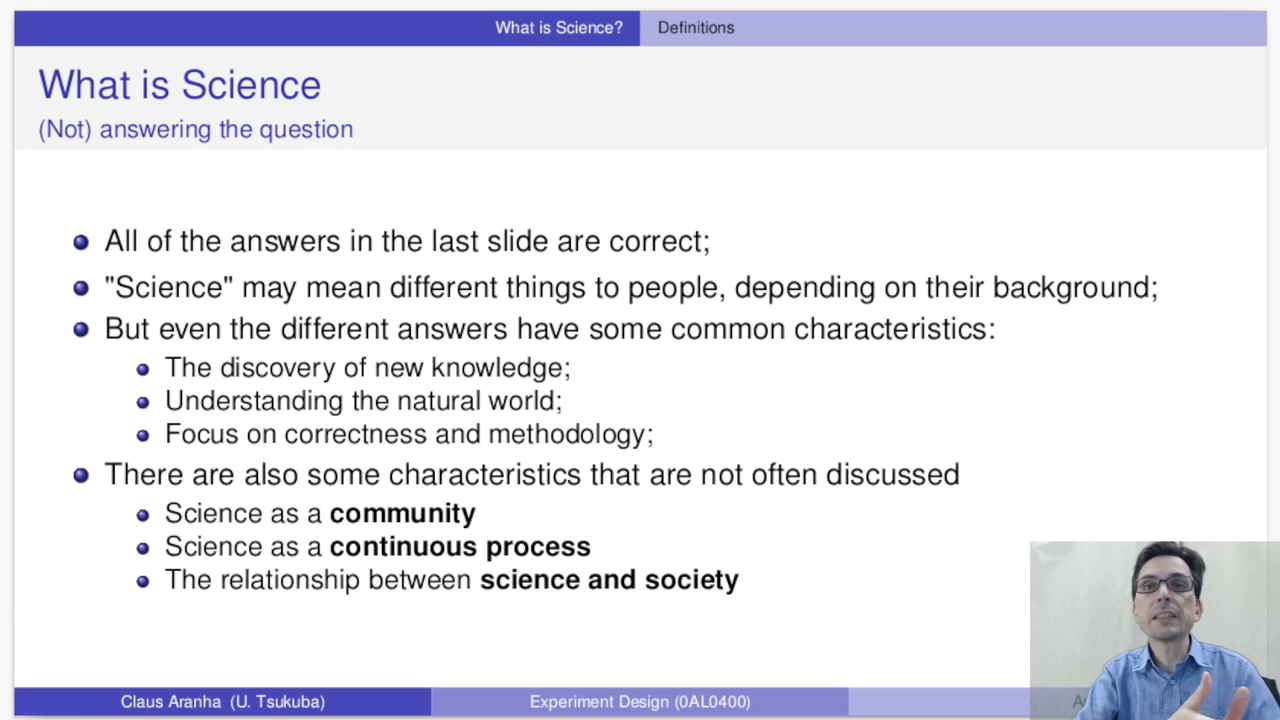 What is Science?
Definitions
What is Science
(Not) answering the question
All of the answers in the last slide are correct;
"Science" may mean different things to people, depending on their background;
But even the different answers have some common characteristics:
The discovery of new knowledge;
Understanding the natural world;
Focus on correctness and methodology;
There are also some characteristics that are not often discussed
Science as a community
Science as a continuous process
The relationship between science and society
Claus Aranha (U. Tsukuba)
Experiment Design (0AL0400)